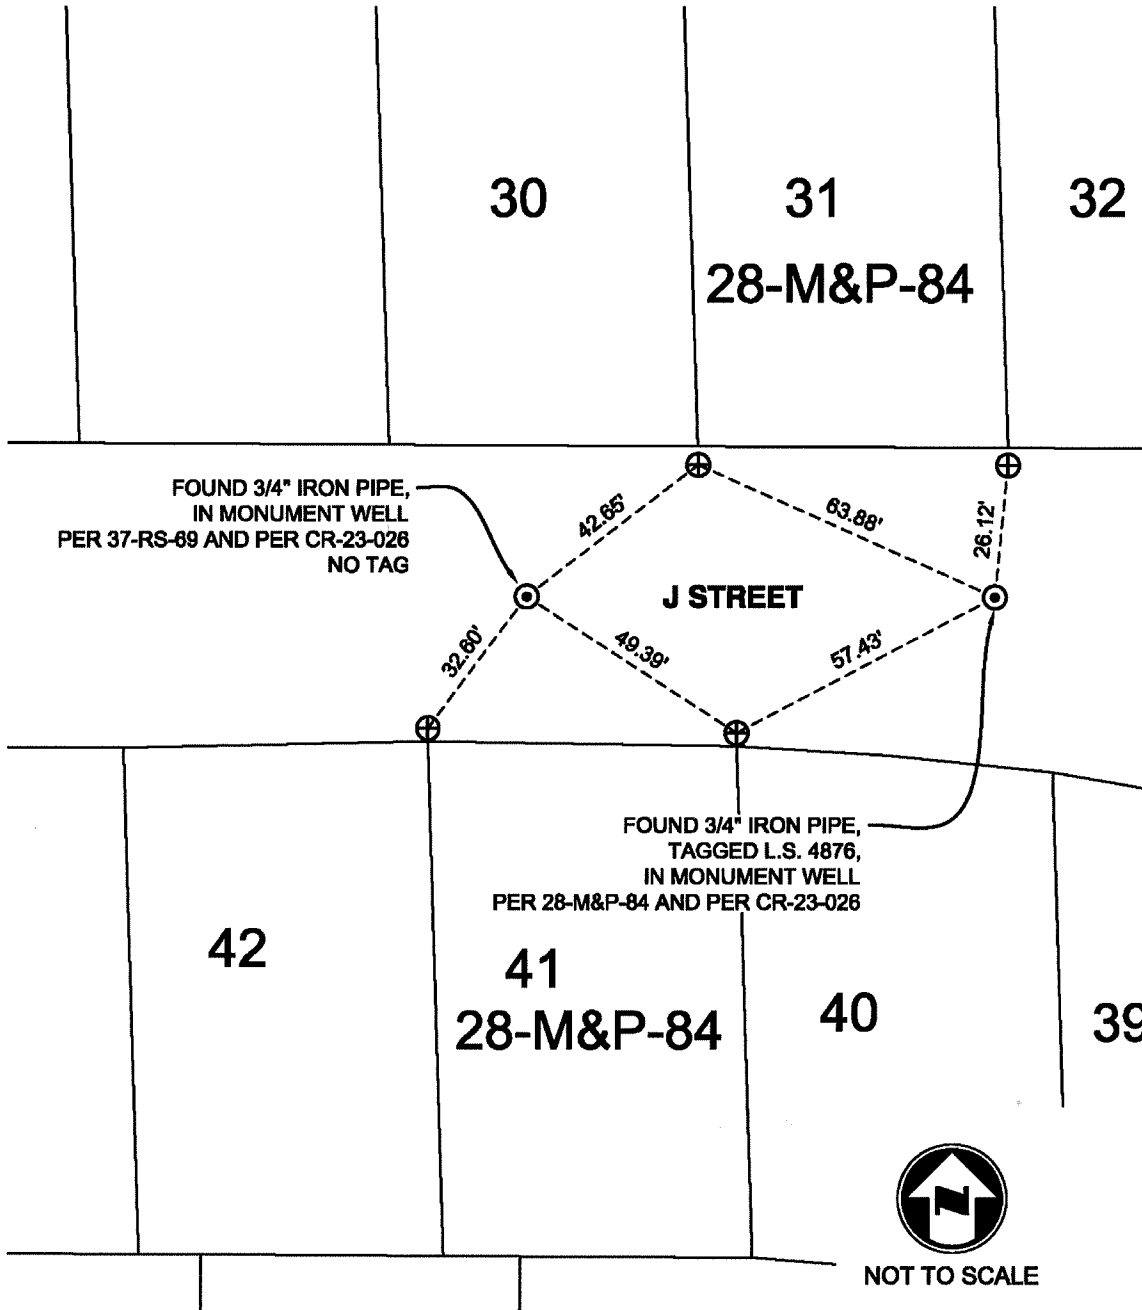 30
31
32
28-M&P-84
FOUND 3/4" IRON PIPE,
IN MONUMENT WELL
PER 37-RS-69 AND PER CR-23-026
NO TAG
42.65'
63.88'
26.12'
J STREET
32.60'
49.39'
57.43'
FOUND 3/4" IRON PIPE,
TAGGED L.S. 4876,
IN MONUMENT WELL
PER 28-M&P-84 AND PER CR-23-026
42
41
28-M&P-84
40
39
N
NOT TO SCALE